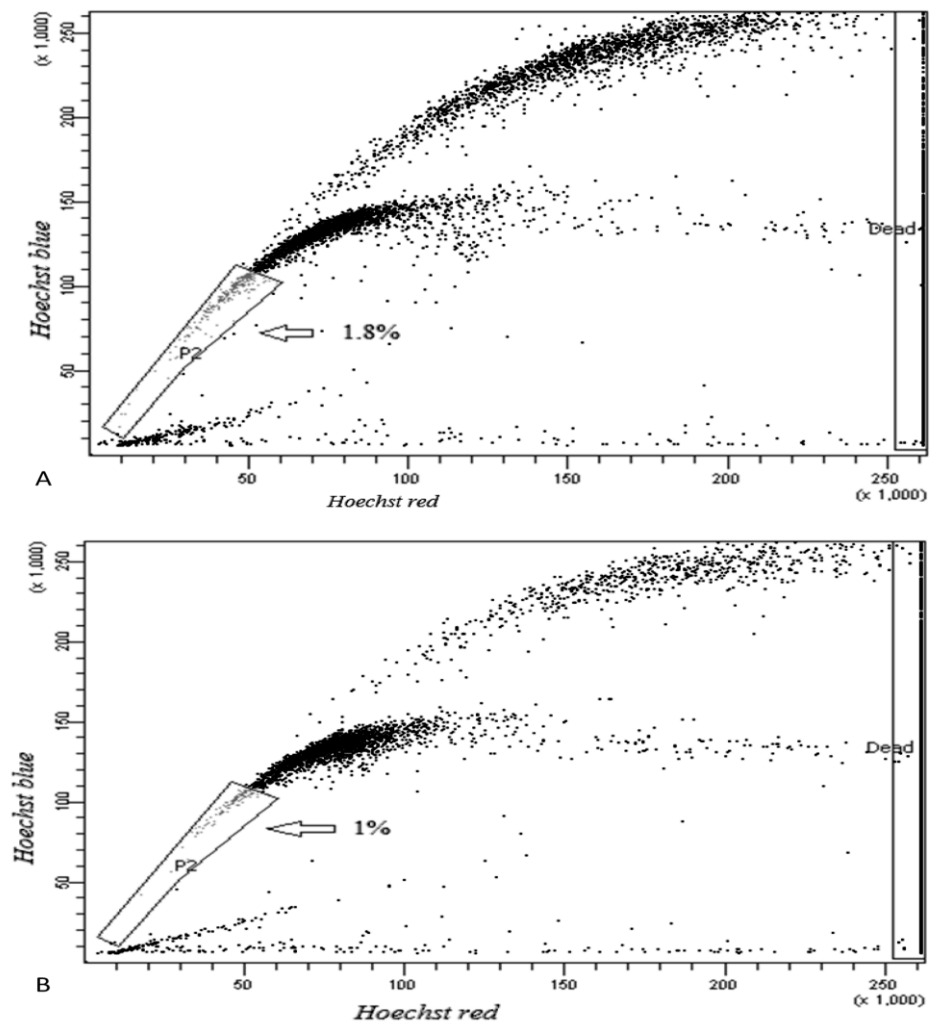 (x 1,000)
250
200
150
100
50
Hoechst blue
Dead
1.8%
P2
50
100
150
200
250
A
Hoechst red
(x 1,000)
(x 1,000)
250
200
150
100
50
Hoechst blue
Dead
1%
P2
50
100
150
200
250
B
Hoechst red
(x 1,000)